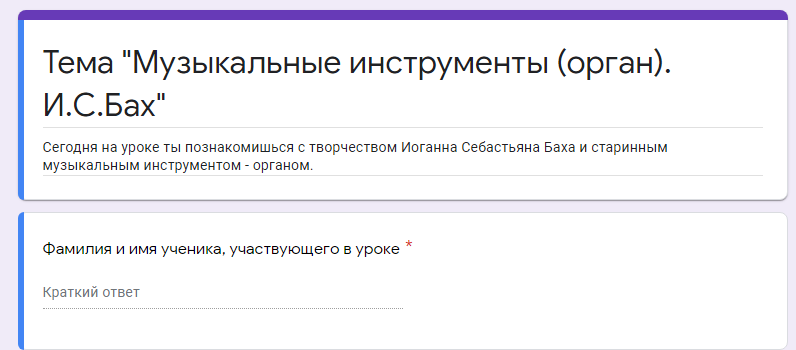 Тема "Музыкальные инструменты (орган).
И.С.Бах"
Сегодня на уроке ты познакомишься с творчеством Иоганна Себастьяна Баха и старинным
музыкальным инструментом - органом.
Фамилия и имя ученика, участвующего в уроке *
Краткий ответ